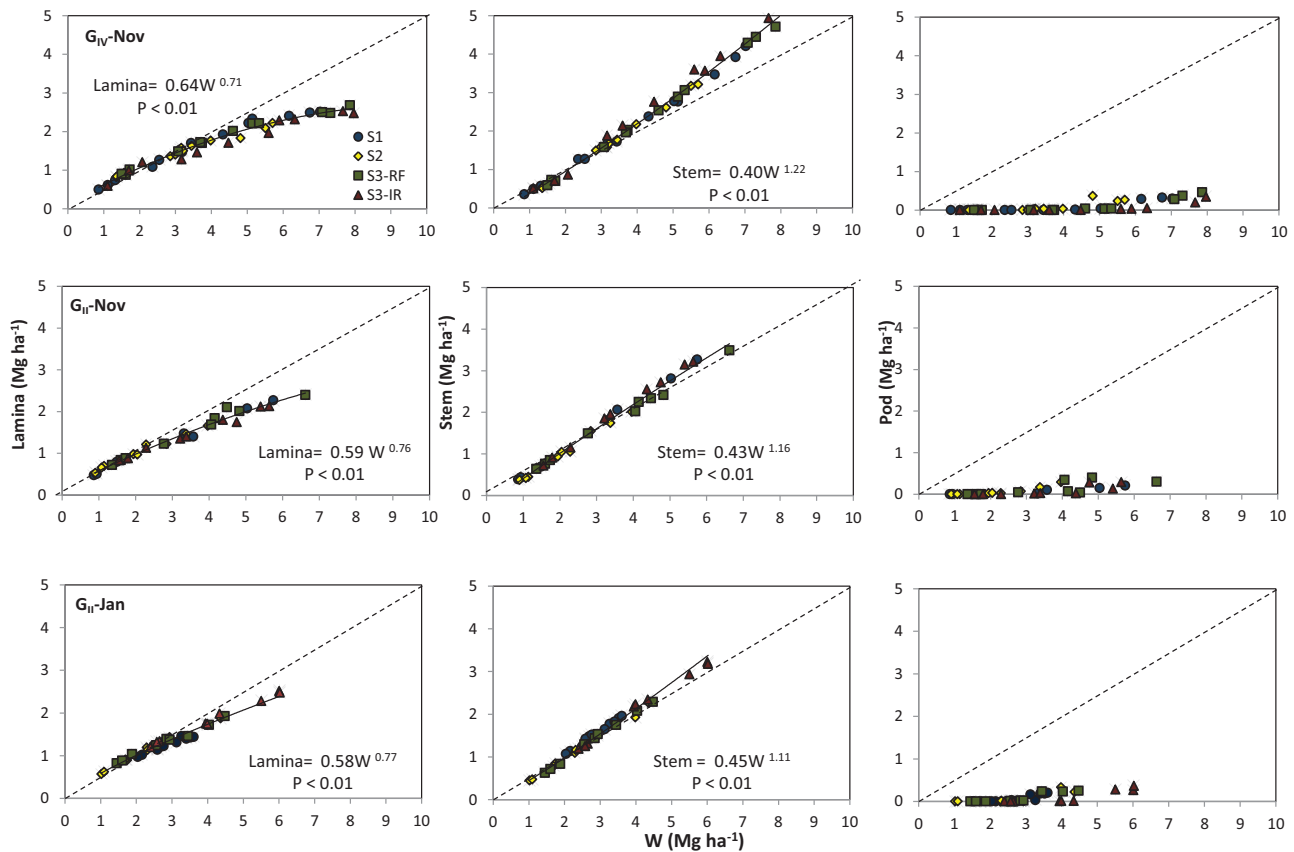 G_IV-Nov
Lamina= 0.64W^0.71
P < 0.01
S1
S2
S3-RF
S3-IR
5
4
3
2
1
0
0 1 2 3 4 5 6 7 8 9 10
5
4
3
2
1
0
Stem= 0.40W^1.22
P < 0.01
0 1 2 3 4 5 6 7 8 9 10
5
4
3
2
1
0
0 1 2 3 4 5 6 7 8 9 10
Lamina (Mg ha⁻¹)
G_II-Nov
5
4
3
2
1
0
Lamina= 0.59 W^0.76
P < 0.01
0 1 2 3 4 5 6 7 8 9 10
Stem (Mg ha⁻¹)
5
4
3
2
1
0
Stem= 0.43W^1.16
P < 0.01
0 1 2 3 4 5 6 7 8 9 10
Pod (Mg ha⁻¹)
5
4
3
2
1
0
0 1 2 3 4 5 6 7 8 9 10
G_II-Jan
5
4
3
2
1
0
Lamina= 0.58W^0.77
P < 0.01
0 1 2 3 4 5 6 7 8 9 10
5
4
3
2
1
0
Stem = 0.45W^1.11
P < 0.01
0 1 2 3 4 5 6 7 8 9 10
5
4
3
2
1
0
0 1 2 3 4 5 6 7 8 9 10
W (Mg ha⁻¹)